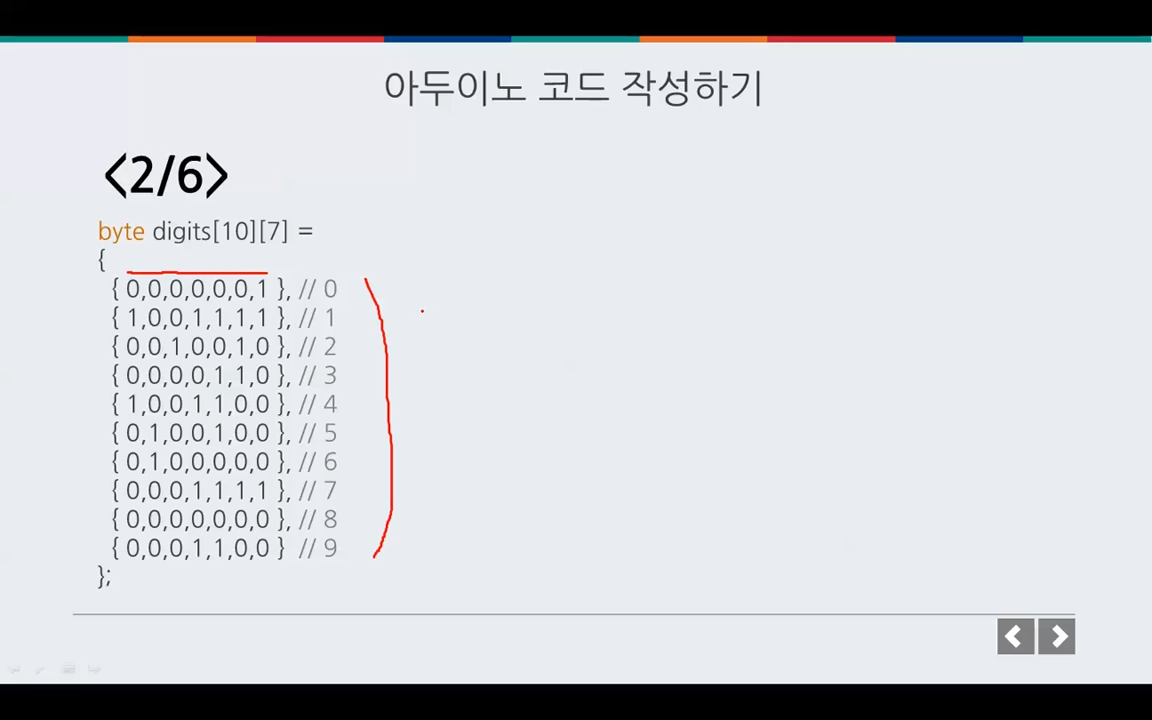 아두이노 코드 작성하기
<2/6>
byte digits[10][7] =
{
{ 0,0,0,0,0,0,1 }, // 0
{ 1,0,0,1,1,1,1 }, // 1
{ 0,0,1,0,0,1,0 }, // 2
{ 0,0,0,0,1,1,0 }, // 3
{ 1,0,0,1,1,0,0 }, // 4
{ 0,1,0,0,1,0,0 }, // 5
{ 0,1,0,0,0,0,0 }, // 6
{ 0,0,0,1,1,1,1 }, // 7
{ 0,0,0,0,0,0,0 }, // 8
{ 0,0,0,1,1,0,0 } // 9
};